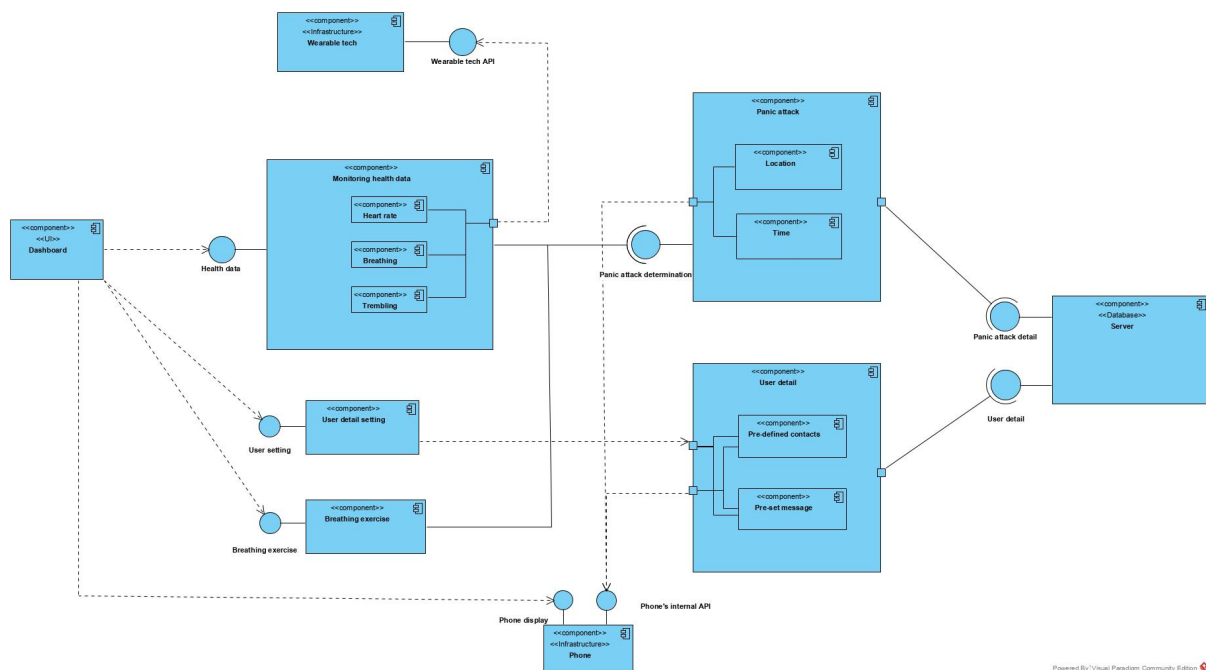 <<component>>
<<Infrastructure>>
Wearable tech
Wearable tech API
<<component>>
Panic attack
<<component>>
Location
<<component>>
Time
<<component>>
Monitoring health data
<<component>>
Heart rate
<<component>>
Breathing
<<component>>
Trembling
<<component>>
<<UI>>
Dashboard
Health data
Panic attack determination
<<component>>
<<Database>>
Server
Panic attack detail
User detail
<<component>>
User detail
<<component>>
Pre-defined contacts
<<component>>
Pre-set message
<<component>>
User detail setting
User setting
<<component>>
Breathing exercise
Breathing exercise
Phone display
Phone's internal API
<<component>>
<<Infrastructure>>
Phone
Powered By Visual Paradigm Community Edition